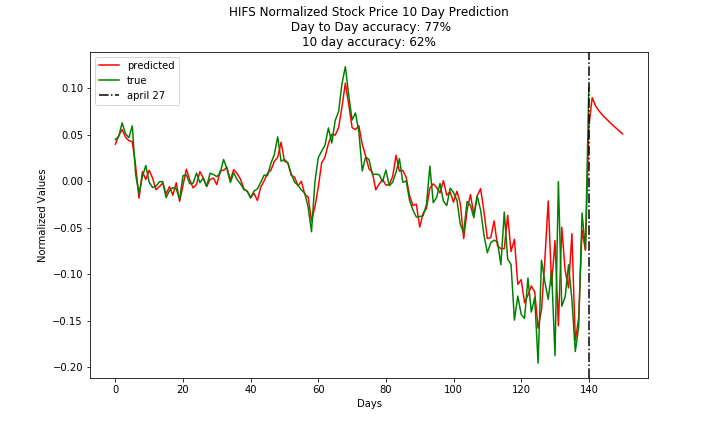 HIFS Normalized Stock Price 10 Day Prediction
Day to Day accuracy: 77%
10 day accuracy: 62%
predicted
true
april 27
Normalized Values
0.10
0.05
0.00
−0.05
−0.10
−0.15
−0.20
0 20 40 60 80 100 120 140
Days